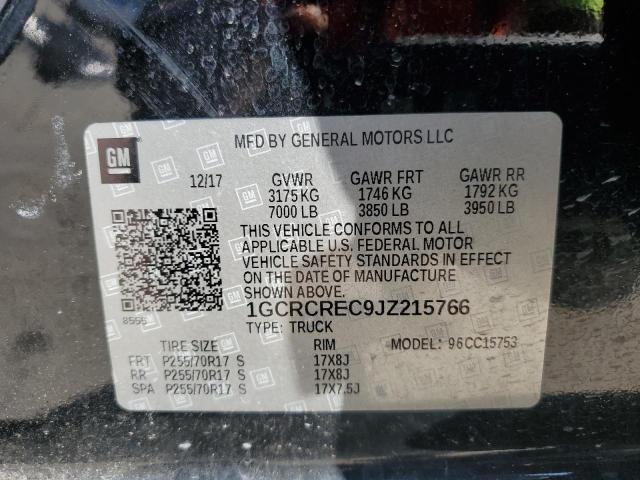 GM
MFD BY GENERAL MOTORS LLC
12/17 GVWR GAWR FRT GAWR RR
3175 KG 1746 KG 1792 KG
7000 LB 3850 LB 3950 LB
THIS VEHICLE CONFORMS TO ALL
APPLICABLE U.S. FEDERAL MOTOR
VEHICLE SAFETY STANDARDS IN EFFECT
ON THE DATE OF MANUFACTURE
SHOWN ABOVE.
8555 1GCRCREC9JZ215766
TYPE: TRUCK
TIRE SIZE RIM MODEL: 96CC15753
FRT P255/70R17 S 17X8J
RR P255/70R17 S 17X8J
SPA P255/70R17 S 17X7.5J